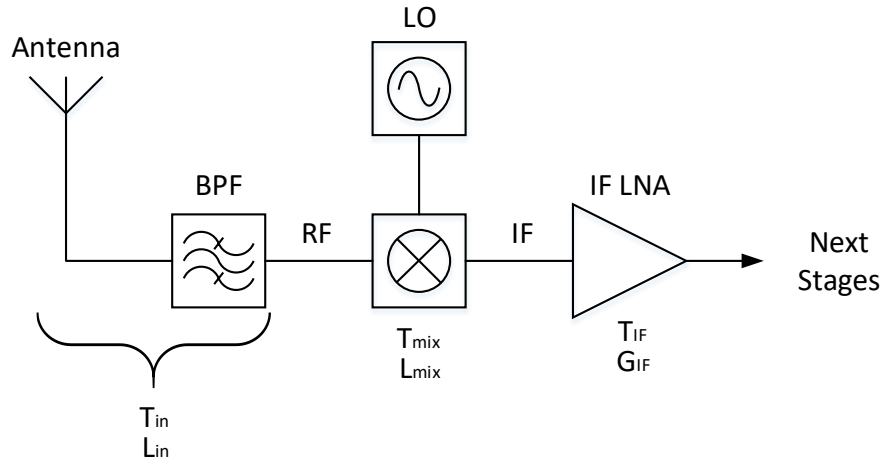 LO
Antenna
BPF
IF LNA
RF
IF
Next
Stages
Tmix
Lmix
TIF
GIF
Tin
Lin